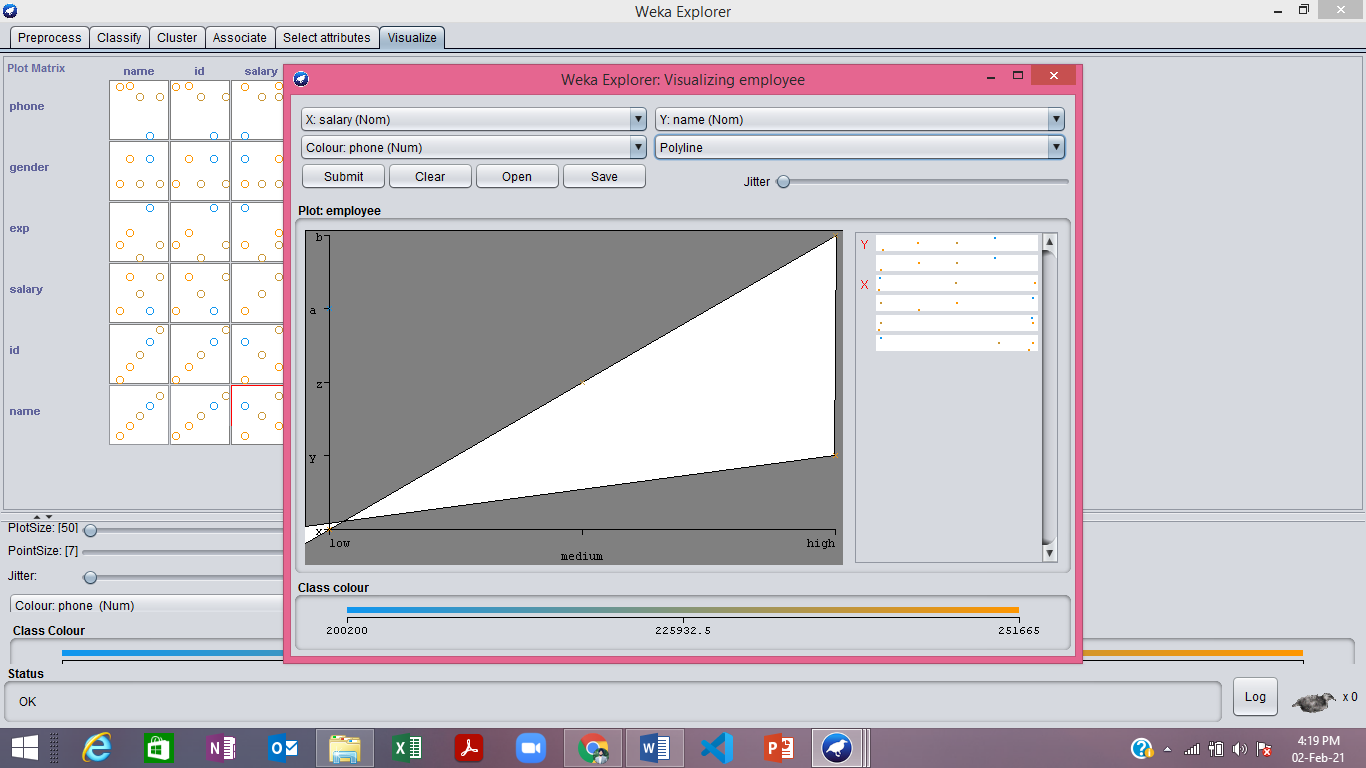 Weka Explorer
Preprocess Classify Cluster Associate Select attributes Visualize
Plot Matrix name id salary
phone
gender
exp
salary
id
name
Weka Explorer: Visualizing employee
X: salary (Nom) Y: name (Nom)
Colour: phone (Num) Polyline
Submit Clear Open Save Jitter
Plot: employee
b
a
z
y
x
low medium high
Y
X
Class colour
200200 225932.5 251665
PlotSize: [50]
PointSize: [7]
Jitter:
Colour: phone (Num)
Class Colour
Status
OK
Log
x 0
4:19 PM
02-Feb-21